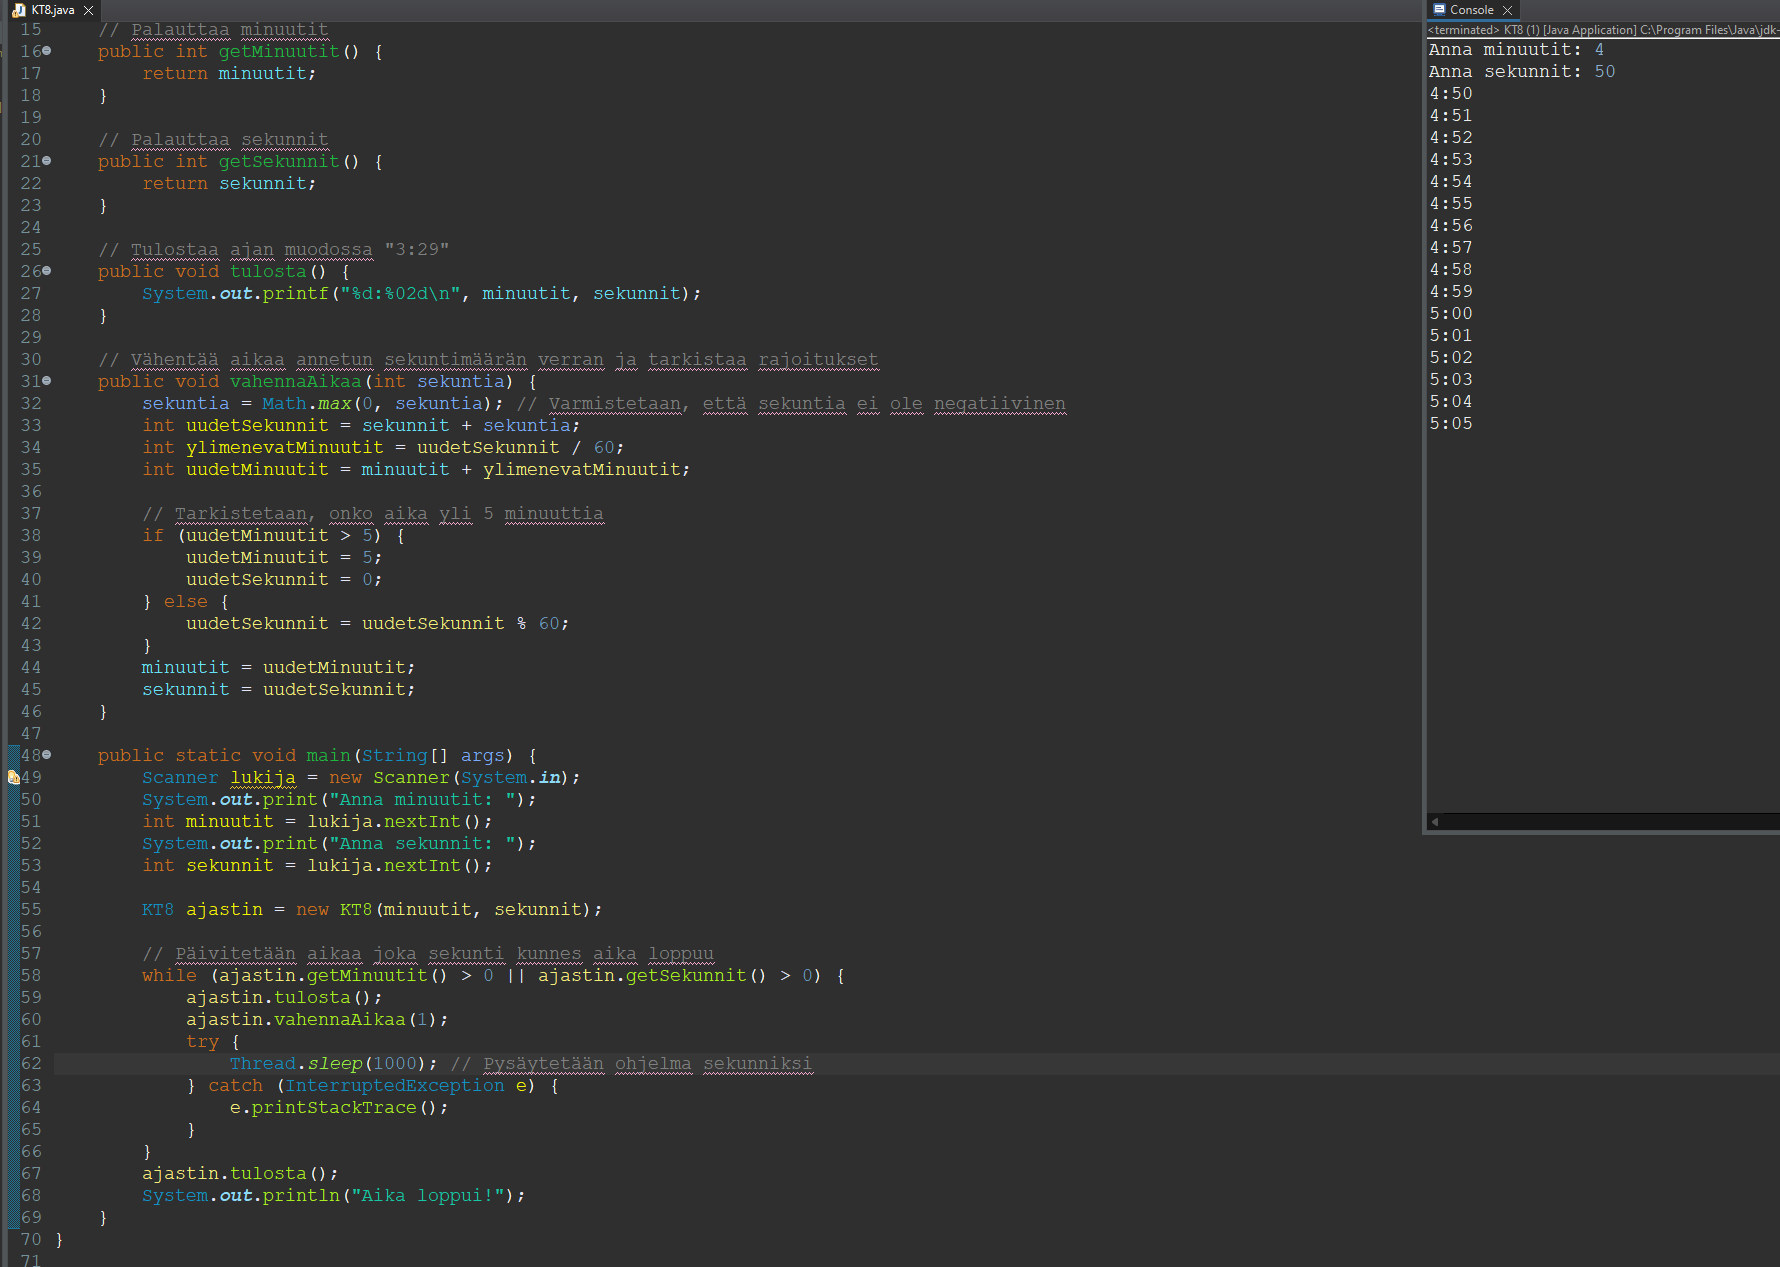 KT8.java
15 // Palauttaa minuutit
16 public int getMinuutit() {
17 return minuutit;
18 }
19
20 // Palauttaa sekunnit
21 public int getSekunnit() {
22 return sekunnit;
23 }
24
25 // Tulostaa ajan muodossa "3:29"
26 public void tulosta() {
27 System.out.printf("%d:%02d\n", minuutit, sekunnit);
28 }
29
30 // Vähentää aikaa annetun sekuntimäärän verran ja tarkistaa rajoitukset
31 public void vahennaAikaa(int sekuntia) {
32 sekuntia = Math.max(0, sekuntia); // Varmistetaan, että sekuntia ei ole negatiivinen
33 int uudetSekunnit = sekunnit + sekuntia;
34 int ylimenevatMinuutit = uudetSekunnit / 60;
35 int uudetMinuutit = minuutit + ylimenevatMinuutit;
36
37 // Tarkistetaan, onko aika yli 5 minuuttia
38 if (uudetMinuutit > 5) {
39 uudetMinuutit = 5;
40 uudetSekunnit = 0;
41 } else {
42 uudetSekunnit = uudetSekunnit % 60;
43 }
44 minuutit = uudetMinuutit;
45 sekunnit = uudetSekunnit;
46 }
47
48 public static void main(String[] args) {
49 Scanner lukija = new Scanner(System.in);
50 System.out.print("Anna minuutit: ");
51 int minuutit = lukija.nextInt();
52 System.out.print("Anna sekunnit: ");
53 int sekunnit = lukija.nextInt();
54
55 KT8 ajastin = new KT8(minuutit, sekunnit);
56
57 // Päivitetään aikaa joka sekunti kunnes aika loppuu
58 while (ajastin.getMinuutit() > 0 || ajastin.getSekunnit() > 0) {
59 ajastin.tulosta();
60 ajastin.vahennaAikaa(1);
61 try {
62 Thread.sleep(1000); // Pysäytetään ohjelma sekunniksi
63 } catch (InterruptedException e) {
64 e.printStackTrace();
65 }
66 }
67 ajastin.tulosta();
68 System.out.println("Aika loppui!");
69 }
70 }
71
Console
<terminated> KT8 (1) [Java Application] C:\Program Files\Java\jdk-
Anna minuutit: 4
Anna sekunnit: 50
4:50
4:51
4:52
4:53
4:54
4:55
4:56
4:57
4:58
4:59
5:00
5:01
5:02
5:03
5:04
5:05